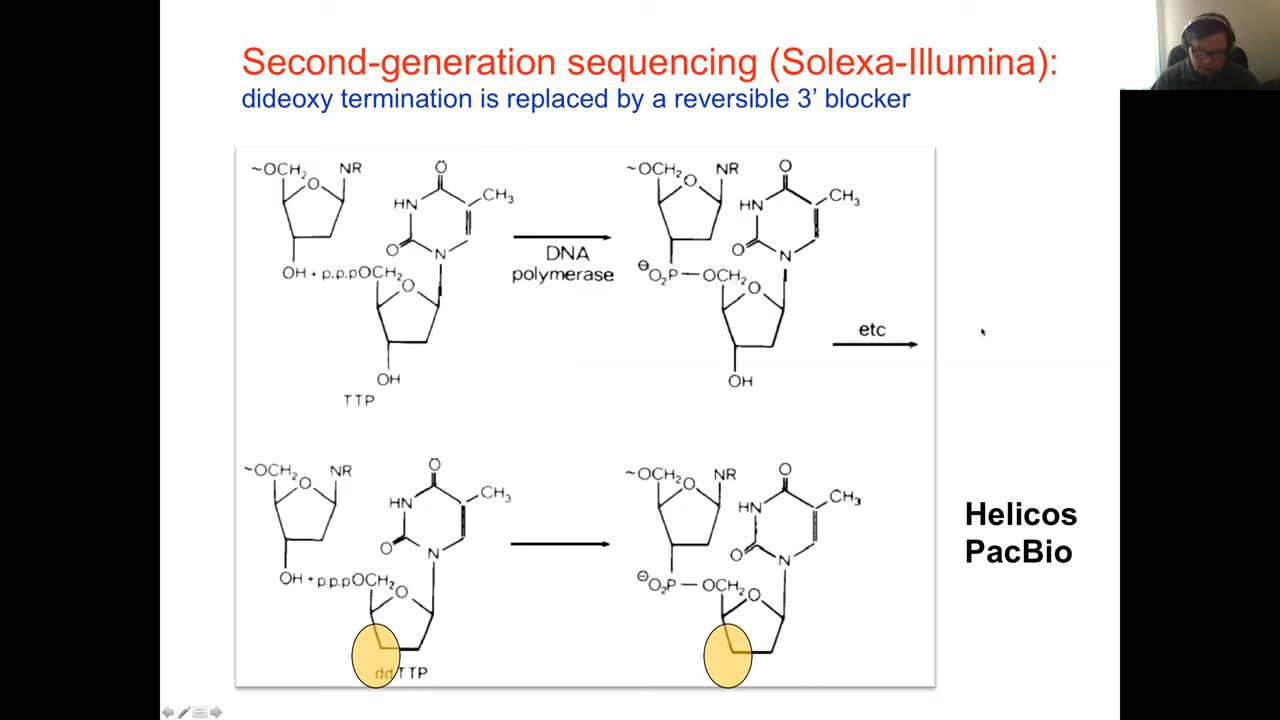 Second-generation sequencing (Solexa-Illumina):
dideoxy termination is replaced by a reversible 3’ blocker
~OCH2 NR
O
O
HN
CH3
O
N
OH + p.p.pOCH2
O
OH
TTP
DNA
polymerase
~OCH2 NR
O
O
HN
CH3
O
N
⊖O2P—OCH2
O
OH
etc
~OCH2 NR
O
O
HN
CH3
O
N
OH + p.p.pOCH2
O
ddTTP
~OCH2 NR
O
O
HN
CH3
O
N
⊖O2P—OCH2
O
Helicos
PacBio